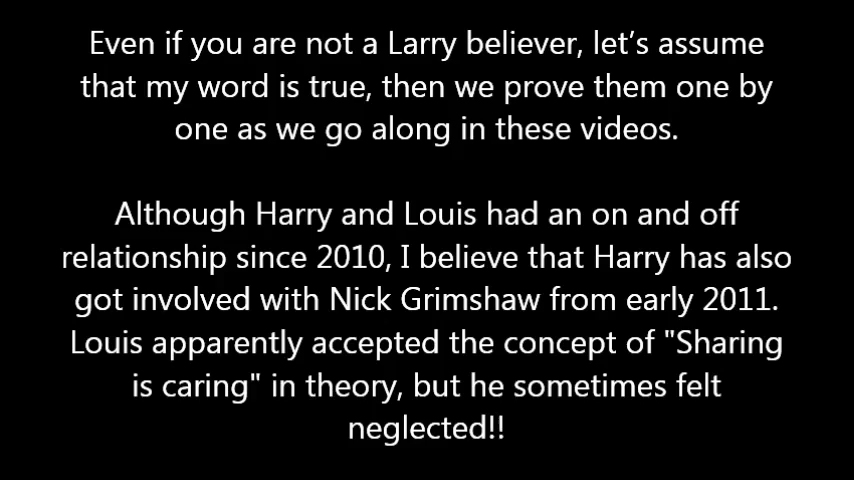 Even if you are not a Larry believer, let’s assume
that my word is true, then we prove them one by
one as we go along in these videos.
Although Harry and Louis had an on and off
relationship since 2010, I believe that Harry has also
got involved with Nick Grimshaw from early 2011.
Louis apparently accepted the concept of "Sharing
is caring" in theory, but he sometimes felt
neglected!!